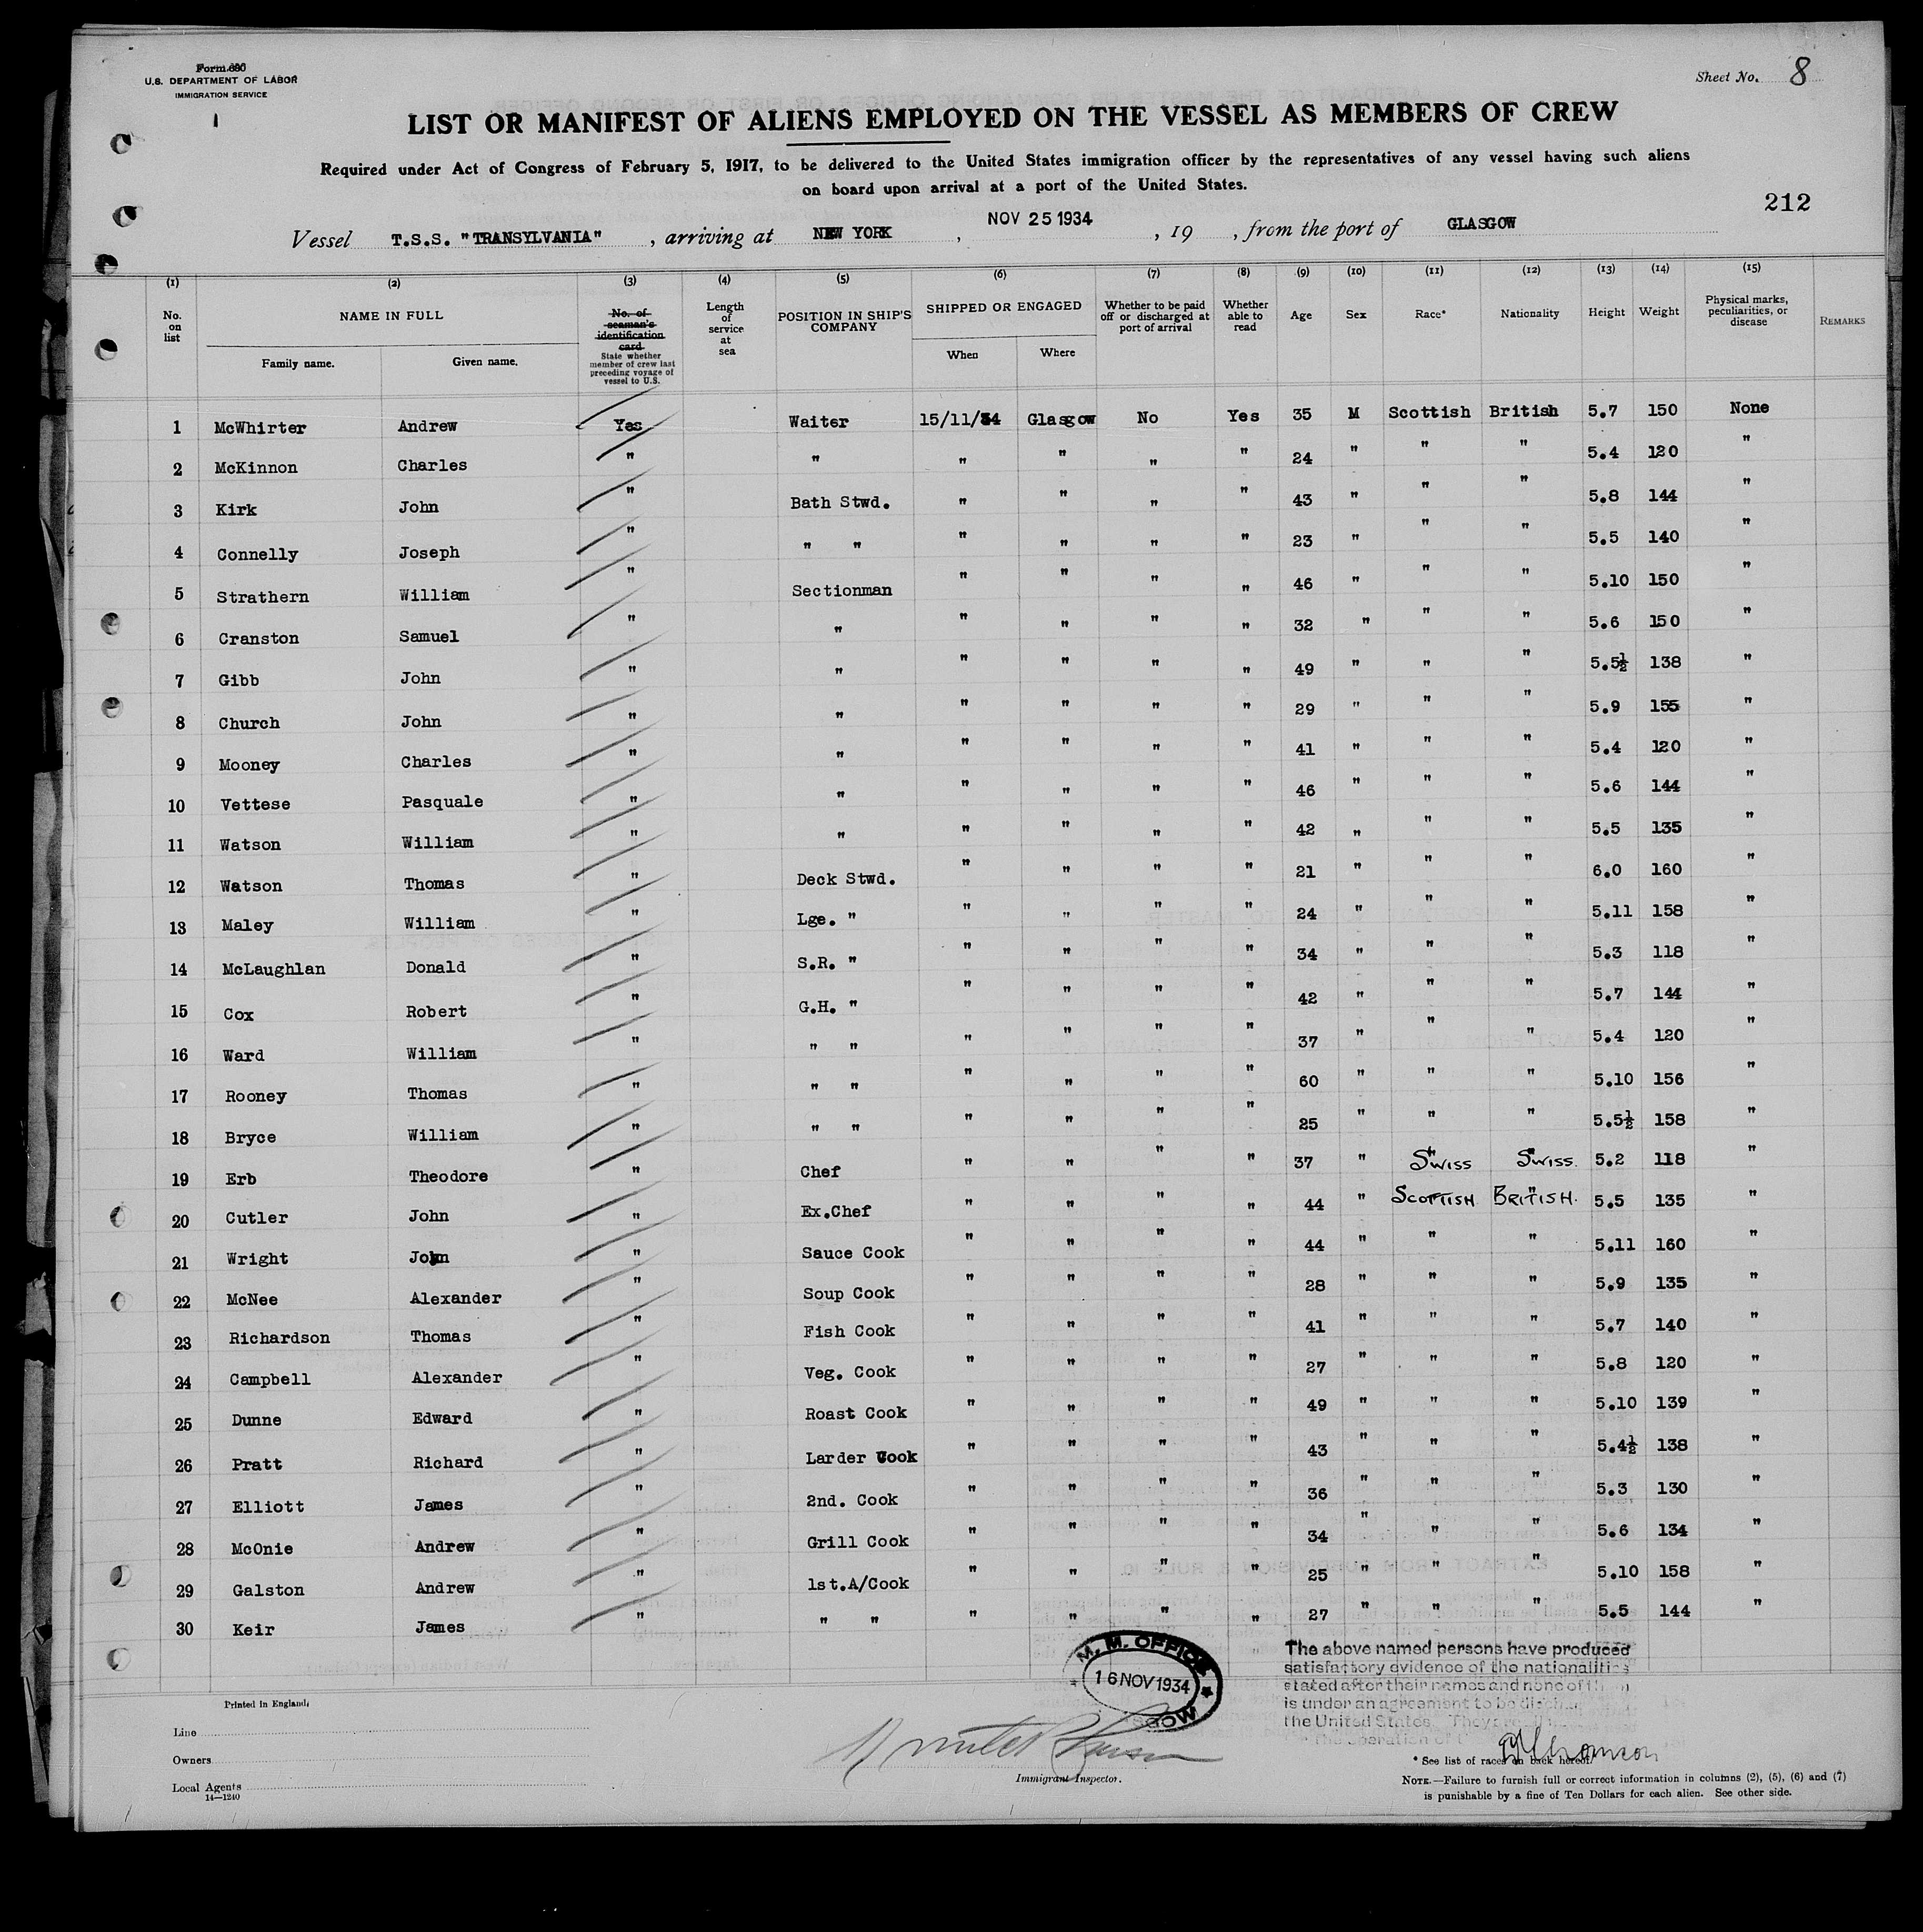 Form 680
U.S. DEPARTMENT OF LABOR
IMMIGRATION SERVICE
Sheet No. 8
LIST OR MANIFEST OF ALIENS EMPLOYED ON THE VESSEL AS MEMBERS OF CREW
Required under Act of Congress of February 5, 1917, to be delivered to the United States immigration officer by the representatives of any vessel having such aliens
on board upon arrival at a port of the United States.
212
Vessel T.S.S. "TRANSYLVANIA", arriving at NEW YORK, NOV 25 1934, 19 , from the port of GLASGOW
(1) (2) (3) (4) (5) (6) (7) (8) (9) (10) (11) (12) (13) (14) (15)
No. on list
NAME IN FULL
Family name. Given name.
No. of seaman's identification card
State whether member of crew last preceding voyage of vessel to U.S.
Length of service at sea
POSITION IN SHIP'S COMPANY
SHIPPED OR ENGAGED
When Where
Whether to be paid off or discharged at port of arrival
Whether able to read
Age
Sex
Race*
Nationality
Height
Weight
Physical marks, peculiarities, or disease
REMARKS
1 McWhirter Andrew Yes Waiter 15/11/34 Glasgow No Yes 35 M Scottish British 5.7 150 None
2 McKinnon Charles " " " " " " 24 " " " 5.4 120 "
3 Kirk John " Bath Stwd. " " " " 43 " " " 5.8 144 "
4 Connelly Joseph " " " " " " " 23 " " " 5.5 140 "
5 Strathern William " Sectionman " " " " 46 " " " 5.10 150 "
6 Cranston Samuel " " " " " " 32 " " " 5.6 150 "
7 Gibb John " " " " " " 49 " " " 5.5½ 138 "
8 Church John " " " " " " 29 " " " 5.9 155 "
9 Mooney Charles " " " " " " 41 " " " 5.4 120 "
10 Vettese Pasquale " " " " " " 46 " " " 5.6 144 "
11 Watson William " " " " " " 42 " " " 5.5 135 "
12 Watson Thomas " Deck Stwd. " " " " 21 " " " 6.0 160 "
13 Maley William " Lge. " " " " " 24 " " " 5.11 158 "
14 McLaughlan Donald " S.R. " " " " " 34 " " " 5.3 118 "
15 Cox Robert " G.H. " " " " " 42 " " " 5.7 144 "
16 Ward William " " " " " " " 37 " " " 5.4 120 "
17 Rooney Thomas " " " " " " " 60 " " " 5.10 156 "
18 Bryce William " " " " " " " 25 " " " 5.5½ 158 "
19 Erb Theodore " Chef " " " " 37 " Swiss Swiss. 5.2 118 "
20 Cutler John " Ex.Chef " " " " 44 " SCOTTISH BRITISH. 5.5 135 "
21 Wright John " Sauce Cook " " " " 44 " " " 5.11 160 "
22 McNee Alexander " Soup Cook " " " " 28 " " " 5.9 135 "
23 Richardson Thomas " Fish Cook " " " " 41 " " " 5.7 140 "
24 Campbell Alexander " Veg. Cook " " " " 27 " " " 5.8 120 "
25 Dunne Edward " Roast Cook " " " " 49 " " " 5.10 139 "
26 Pratt Richard " Larder Cook " " " " 43 " " " 5.4½ 138 "
27 Elliott James " 2nd. Cook " " " " 36 " " " 5.3 130 "
28 McOnie Andrew " Grill Cook " " " " 34 " " " 5.6 134 "
29 Galston Andrew " 1st.A/Cook " " " " 25 " " " 5.10 158 "
30 Keir James " " " " " " " 27 " " " 5.5 144 "
M. M. OFFICE
16 NOV 1934
The above named persons have produced
satisfactory evidence of the nationalities
stated after their names and none of them
is under an agreement to be
the United States. They
Printed in England.
Line
Owners
Local Agents
14—1240
Immigrant Inspector.
* See list of races on back hereof.
NOTE.—Failure to furnish full or correct information in columns (2), (5), (6) and (7)
is punishable by a fine of Ten Dollars for each alien. See other side.